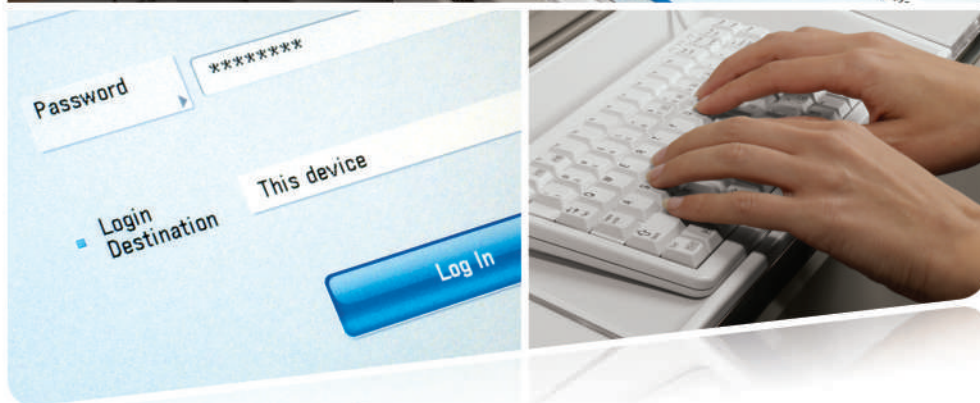 Password
********
This device
Login
Destination
Log In